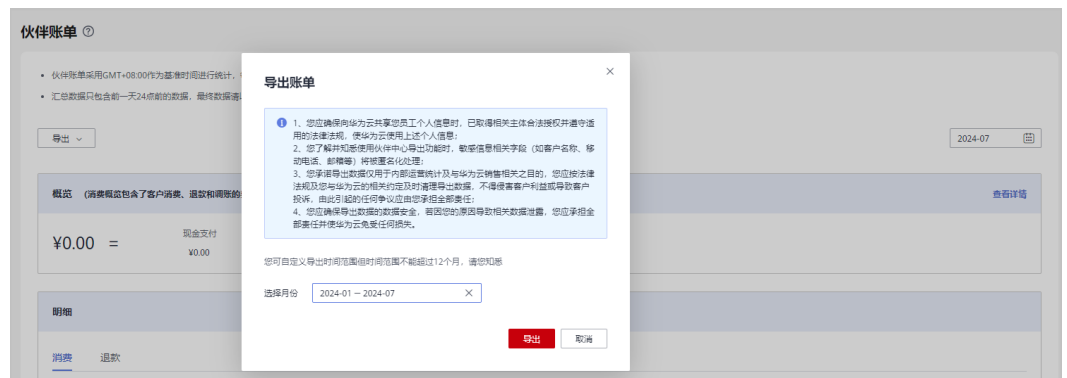 伙伴账单
伙伴账单采用GMT+08:00作为基准时间进行统计，
汇总数据只包含前一天24点前的数据，最终数据请
导出
2024-07
概览 (消费概览包含了客户消费、退款和调账的
查看详情
¥0.00 =
现金支付
¥0.00
明细
消费 退款
导出账单
1、您应确保向华为云共享您员工个人信息时，已取得相关主体合法授权并遵守适
用的法律法规，使华为云使用上述个人信息；
2、您了解并知悉使用伙伴中心导出功能时，敏感信息相关字段（如客户名称、移
动电话、邮箱等）将被匿名化处理；
3、您承诺导出数据仅用于内部运营统计及与华为云销售相关之目的，您应按法律
法规及您与华为云的相关约定及时清理导出数据，不得侵害客户利益或导致客户
投诉，由此引起的任何争议应由您承担全部责任；
4、您应确保导出数据的数据安全，若因您的原因导致相关数据泄露，您应承担全
部责任并使华为云免受任何损失。
您可自定义导出时间范围但时间范围不能超过12个月，请您知悉
选择月份 2024-01 – 2024-07
导出 取消